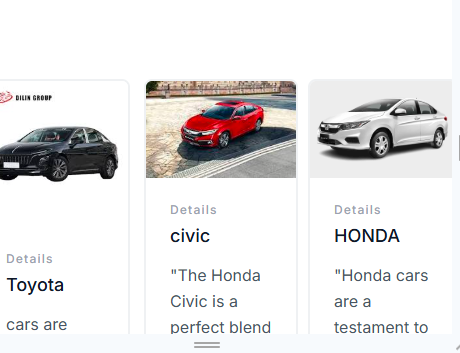 DILIN GROUP
Details
Toyota
cars are
Details
civic
"The Honda
Civic is a
perfect blend
Details
HONDA
"Honda cars
are a
testament to